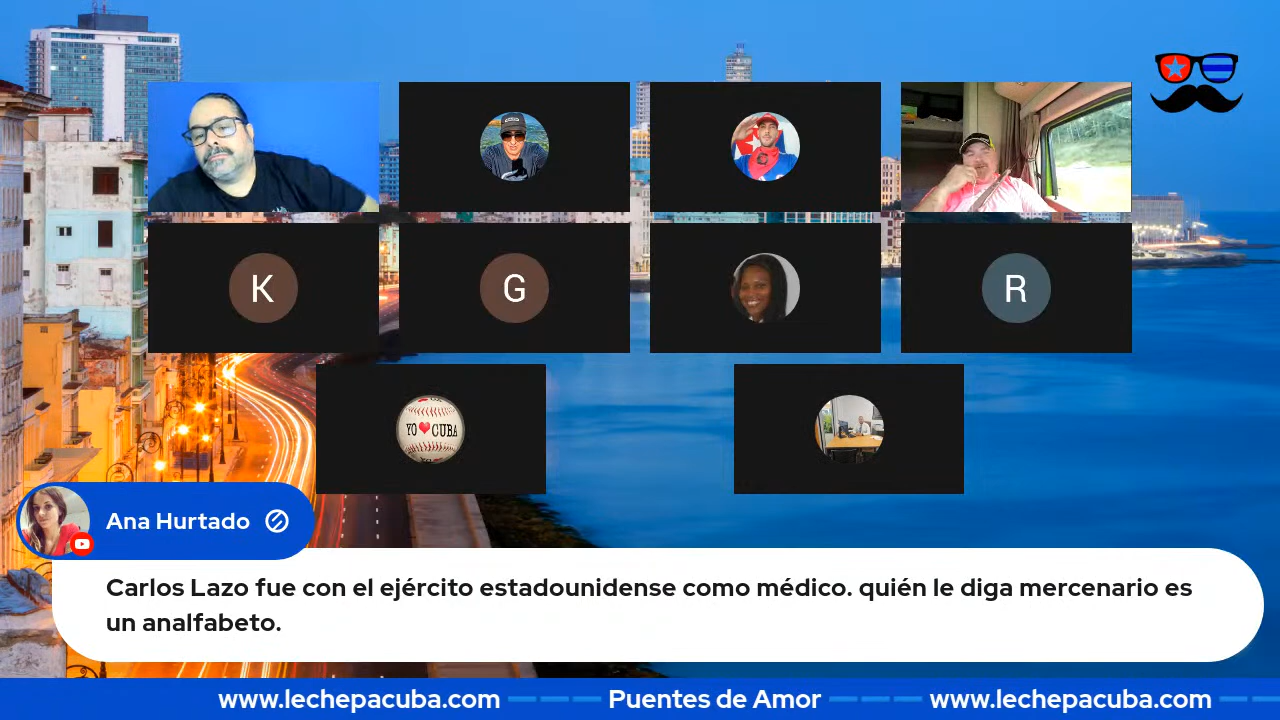 K
G
R
YO ❤ CUBA
Ana Hurtado
Carlos Lazo fue con el ejército estadounidense como médico. quién le diga mercenario es
un analfabeto.
www.lechepacuba.com
Puentes de Amor
www.lechepacuba.com